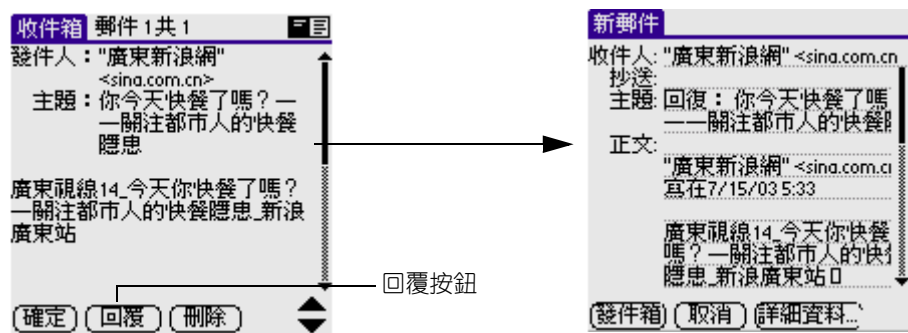 收件箱 郵件 1共 1
發件人："廣東新浪網"
<sina.com.cn>
主題：你今天快餐了嗎？—
—關注都市人的快餐
隱患
廣東視線14_今天你快餐了嗎？
—關注都市人的快餐隱患_新浪
廣東站
(確定) (回覆) (刪除)
回覆按鈕
新郵件
收件人: "廣東新浪網" <sina.com.cn
抄送:
主題: 回復： 你今天快餐了嗎
——關注都市人的快餐
正文:
"廣東新浪網" <sina.com.
寫在7/15/03 5:33
廣東視線14_今天你快餐
嗎？—關注都市人的快
隱患_新浪廣東站
(發件箱) (取消) (詳細資料...